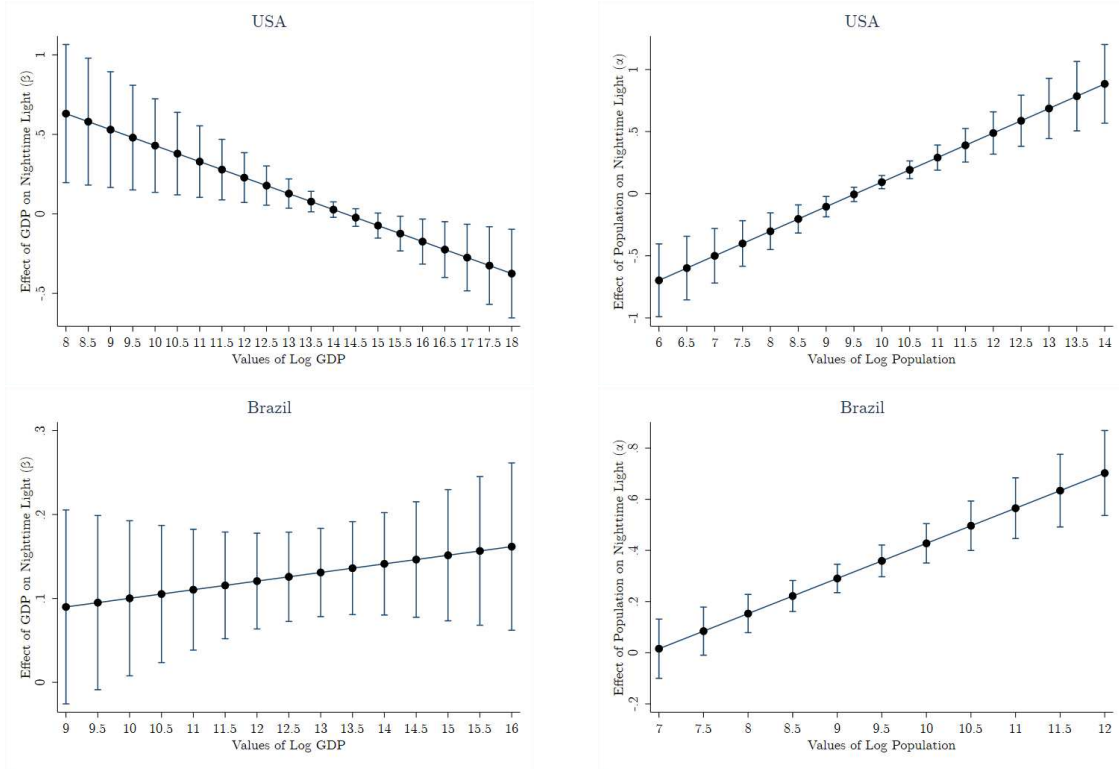 USA
Effect of GDP on Nighttime Light (β)
1
.5
0
-.5
8 8.5 9 9.5 10 10.5 11 11.5 12 12.5 13 13.5 14 14.5 15 15.5 16 16.5 17 17.5 18
Values of Log GDP
USA
Effect of Population on Nighttime Light (α)
1
.5
0
-.5
-1
6 6.5 7 7.5 8 8.5 9 9.5 10 10.5 11 11.5 12 12.5 13 13.5 14
Values of Log Population
Brazil
Effect of GDP on Nighttime Light (β)
.3
.2
.1
0
9 9.5 10 10.5 11 11.5 12 12.5 13 13.5 14 14.5 15 15.5 16
Values of Log GDP
Brazil
Effect of Population on Nighttime Light (α)
.8
.6
.4
.2
0
-.2
7 7.5 8 8.5 9 9.5 10 10.5 11 11.5 12
Values of Log Population